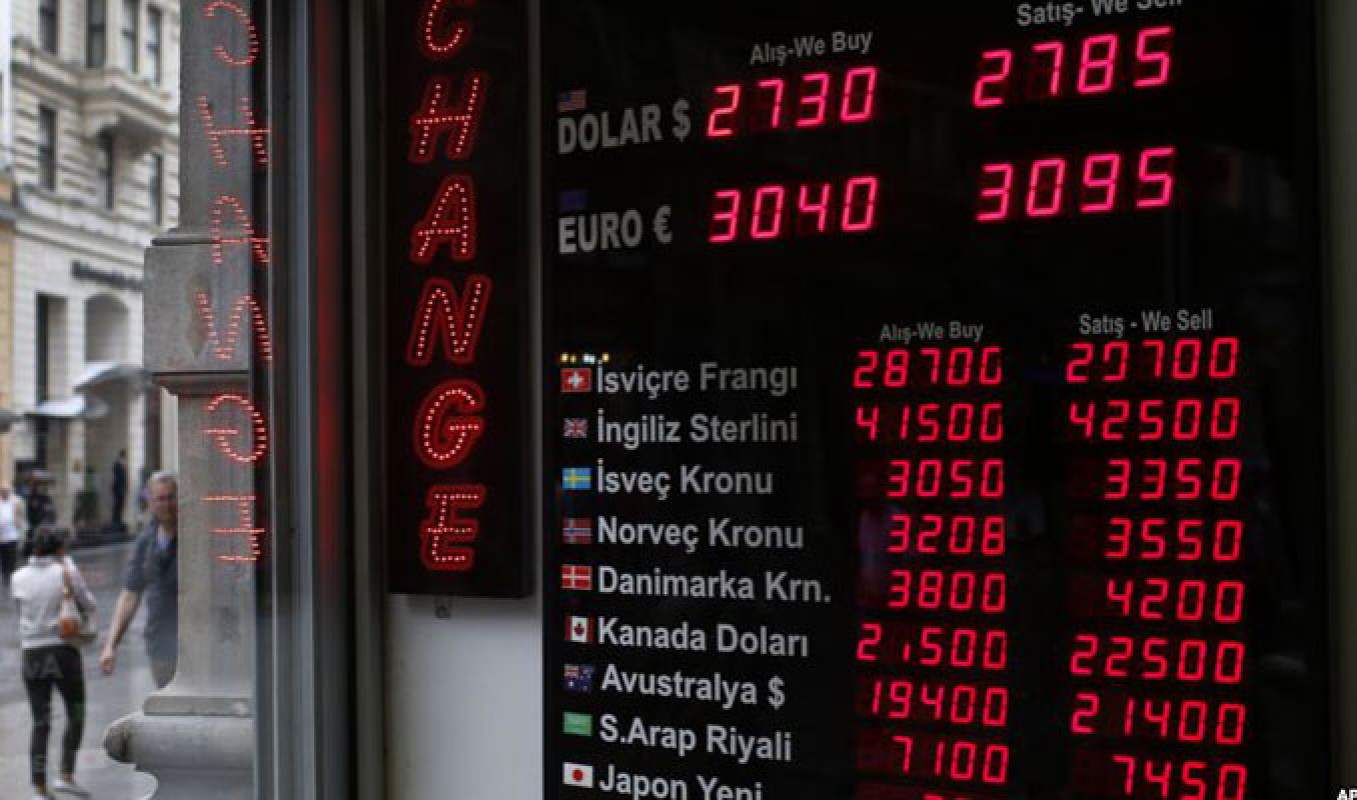 CHANGE
Alış-We Buy Satış- We Sell
DOLAR $ 2730 2785
EURO € 3040 3095
Alış-We Buy Satış - We Sell
İsviçre Frangı 28700 29700
İngiliz Sterlini 41500 42500
İsveç Kronu 3050 3350
Norveç Kronu 3208 3550
Danimarka Krn. 3800 4200
Kanada Doları 21500 22500
Avustralya $ 19400 21400
S.Arap Riyali 7100 7450
Japon Yeni
AP